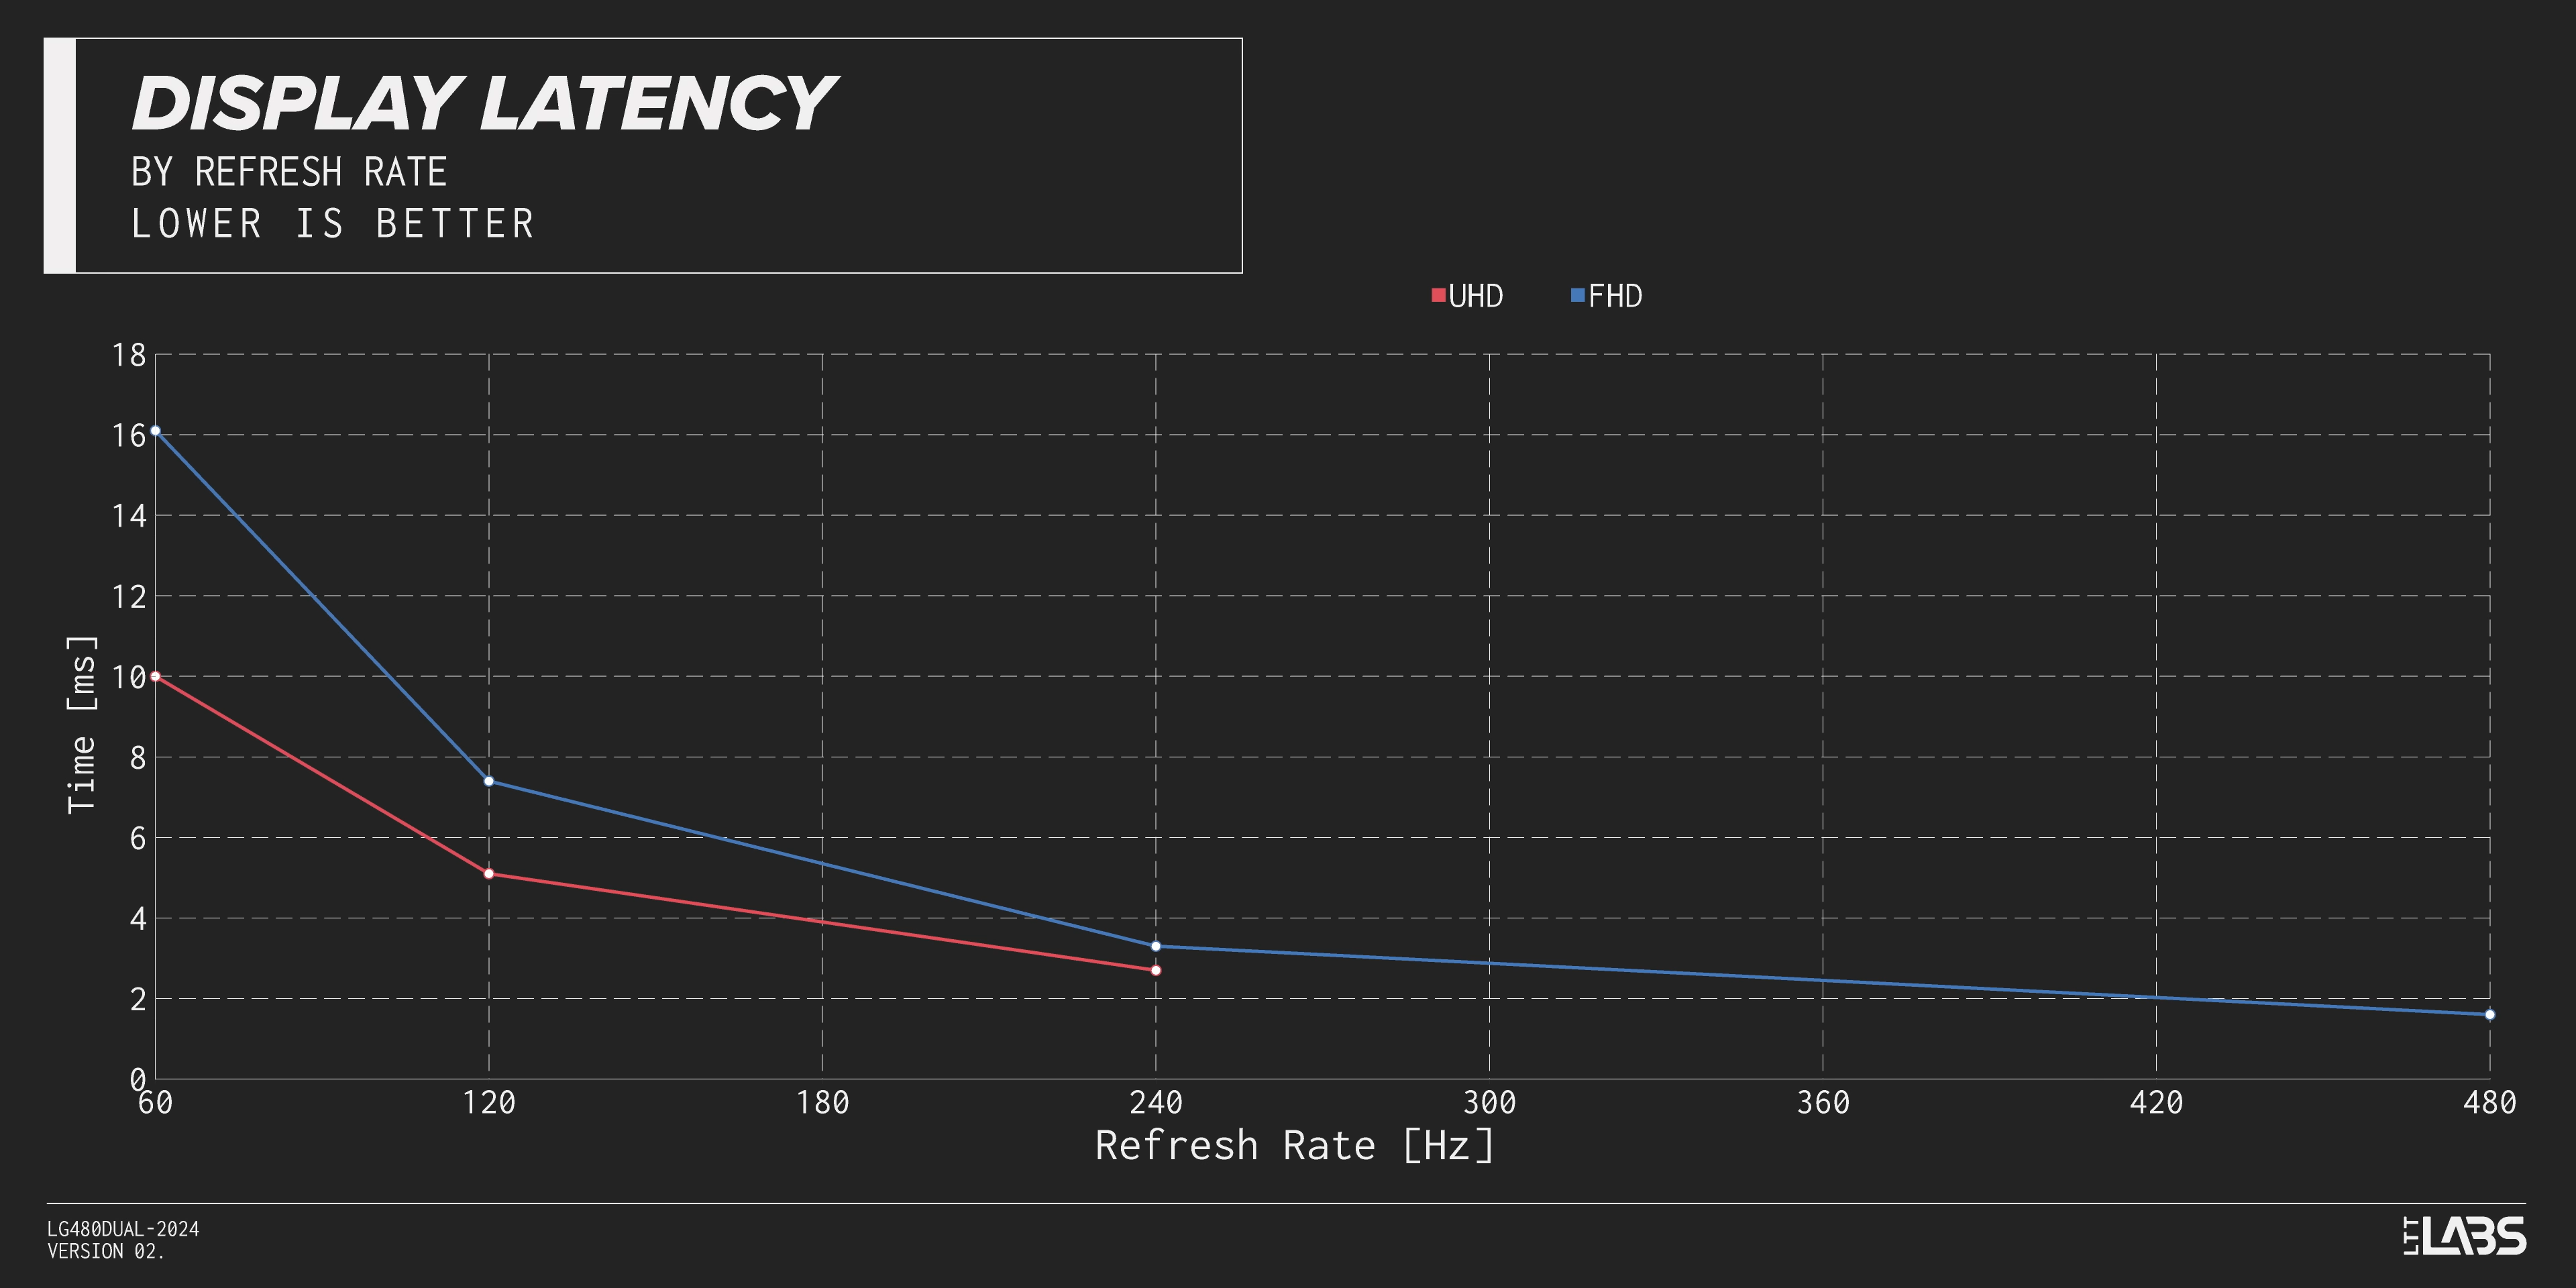 DISPLAY LATENCY
BY REFRESH RATE
LOWER IS BETTER
UHD FHD
18
16
14
12
10
8
6
4
2
0
Time [ms]
60 120 180 240 300 360 420 480
Refresh Rate [Hz]
LG480DUAL-2024
VERSION 02.
LTT LABS